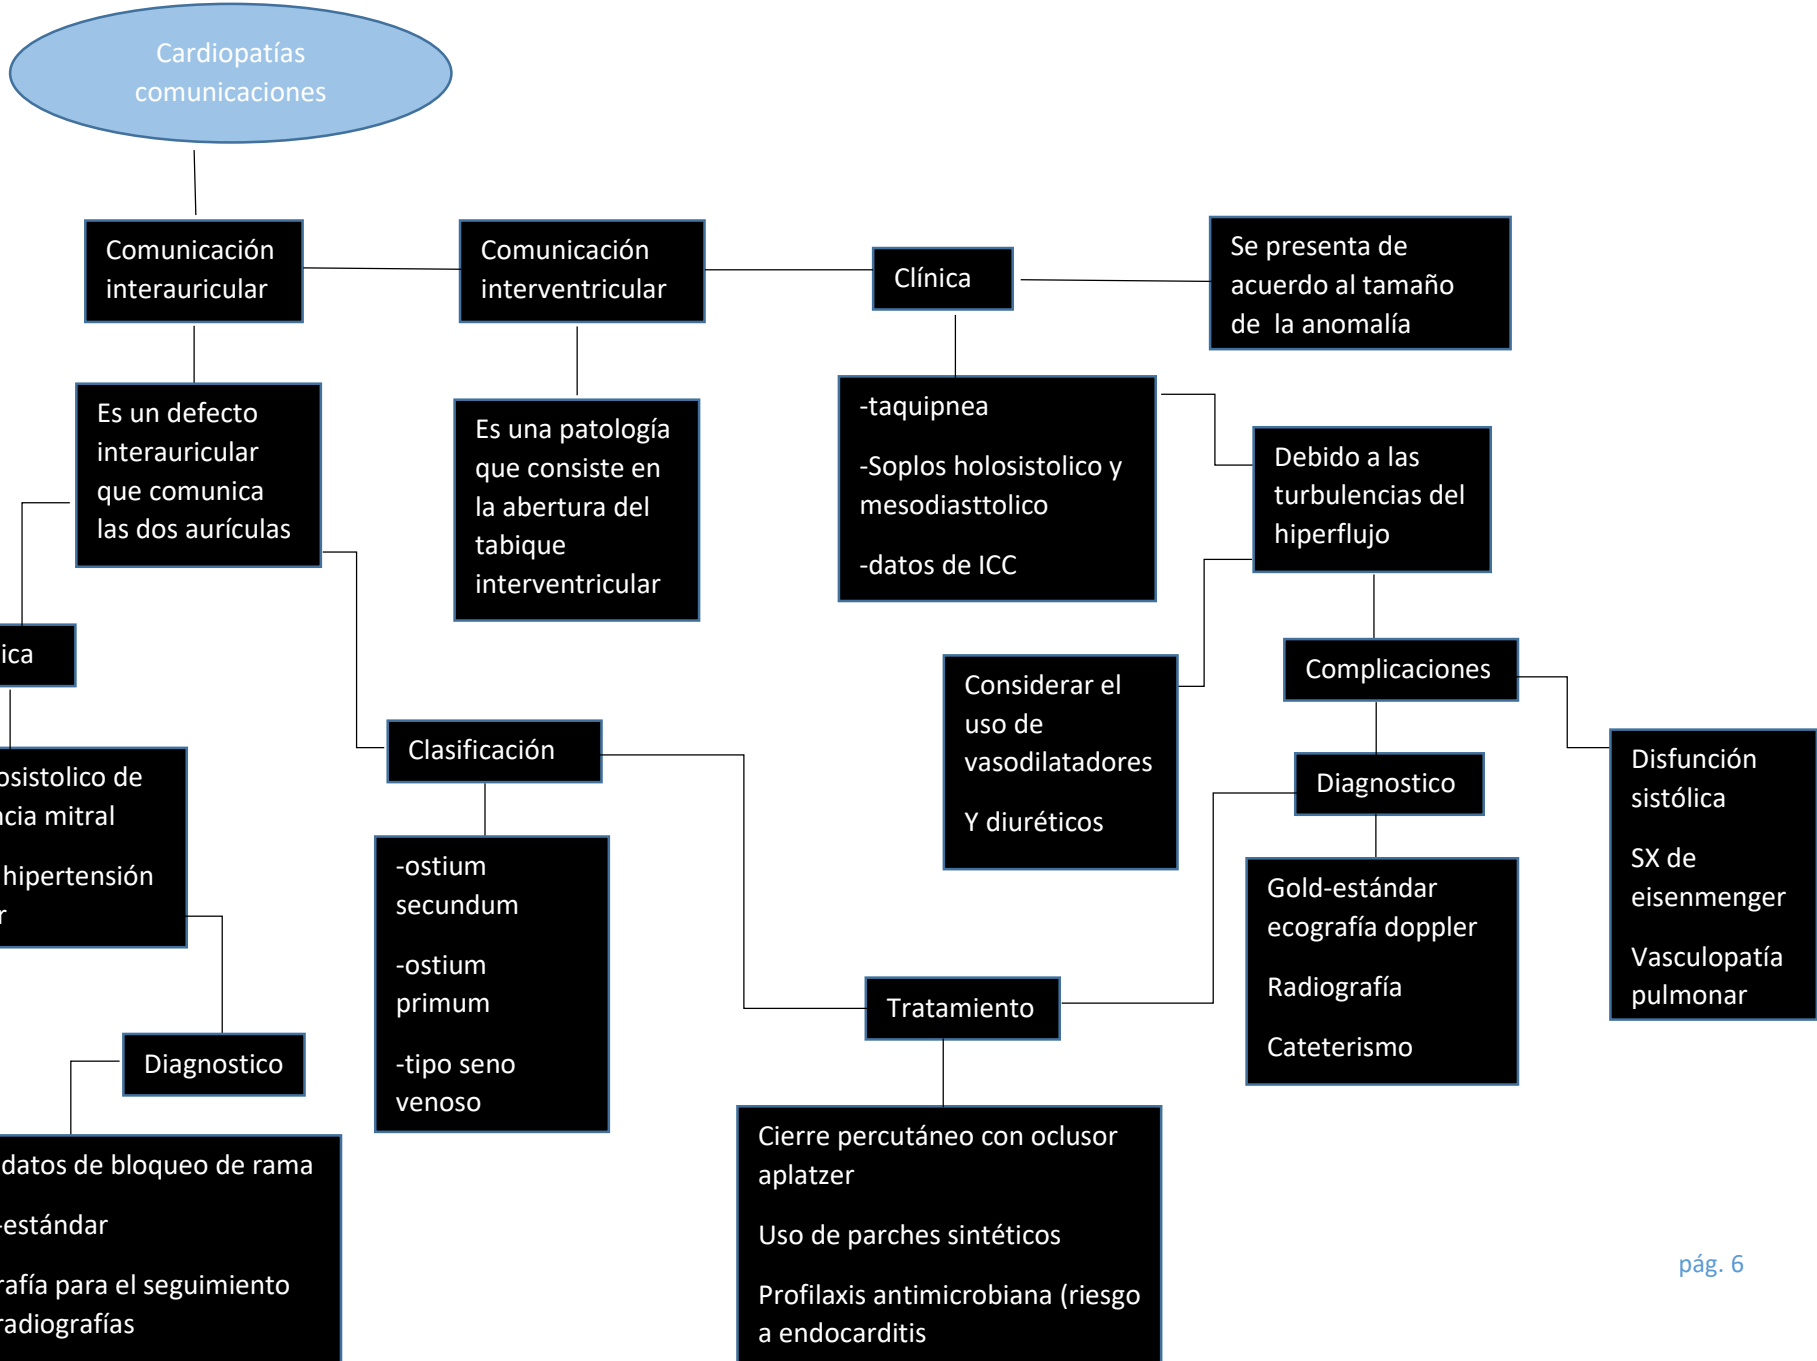 Cardiopatías
comunicaciones
Comunicación
interauricular
Comunicación
interventricular
Clínica
Se presenta de
acuerdo al tamaño
de  la anomalía
Es un defecto
interauricular
que comunica
las dos aurículas
Es una patología
que consiste en
la abertura del
tabique
interventricular
-taquipnea
-Soplos holosistolico y
mesodiasttolico
-datos de ICC
Debido a las
turbulencias del
hiperflujo
ica
osistolico de
ncia mitral
hipertensión
r
Clasificación
-ostium
secundum
-ostium
primum
-tipo seno
venoso
Considerar el
uso de
vasodilatadores
Y diuréticos
Complicaciones
Diagnostico
Disfunción
sistólica
SX de
eisenmenger
Vasculopatía
pulmonar
Gold-estándar
ecografía doppler
Radiografía
Cateterismo
Tratamiento
Diagnostico
datos de bloqueo de rama
-estándar
rafía para el seguimiento
radiografías
Cierre percutáneo con oclusor
aplatzer
Uso de parches sintéticos
Profilaxis antimicrobiana (riesgo
a endocarditis
pág. 6